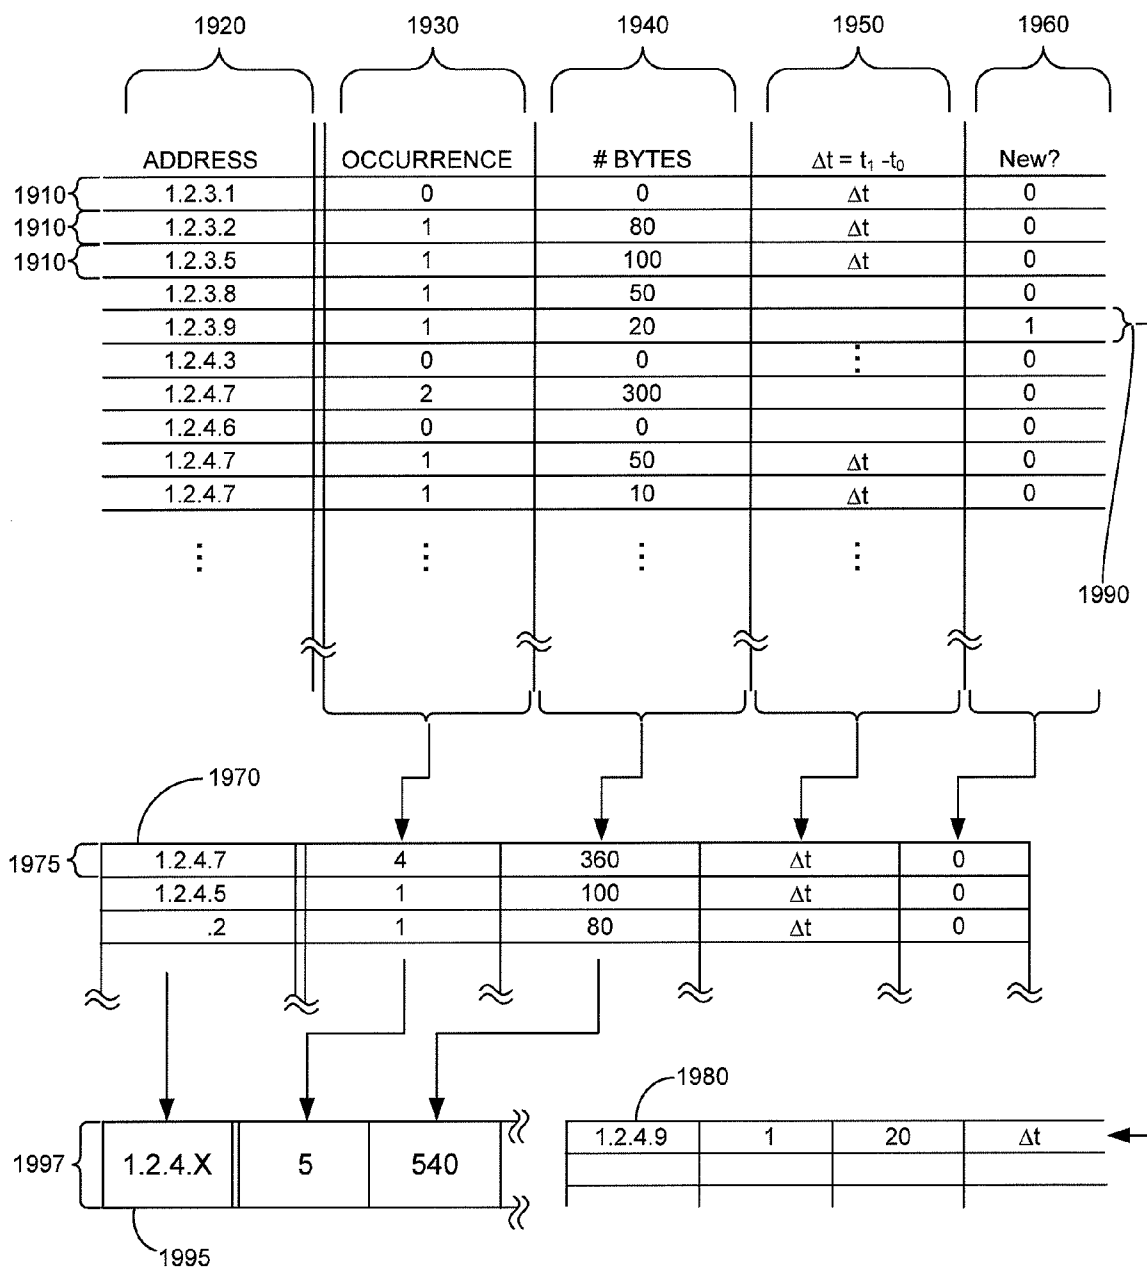 1920 1930 1940 1950 1960
ADDRESS OCCURRENCE # BYTES Δt = t₁ -t₀ New?
1910 1.2.3.1 0 0 Δt 0
1910 1.2.3.2 1 80 Δt 0
1910 1.2.3.5 1 100 Δt 0
1.2.3.8 1 50 0
1.2.3.9 1 20 1
1.2.4.3 0 0 ⋮ 0
1.2.4.7 2 300 0
1.2.4.6 0 0 0
1.2.4.7 1 50 Δt 0
1.2.4.7 1 10 Δt 0
⋮ ⋮ ⋮ ⋮
1990
1970
1975 1.2.4.7 4 360 Δt 0
1.2.4.5 1 100 Δt 0
.2 1 80 Δt 0
1980
1997 1.2.4.X 5 540
1.2.4.9 1 20 Δt
1995